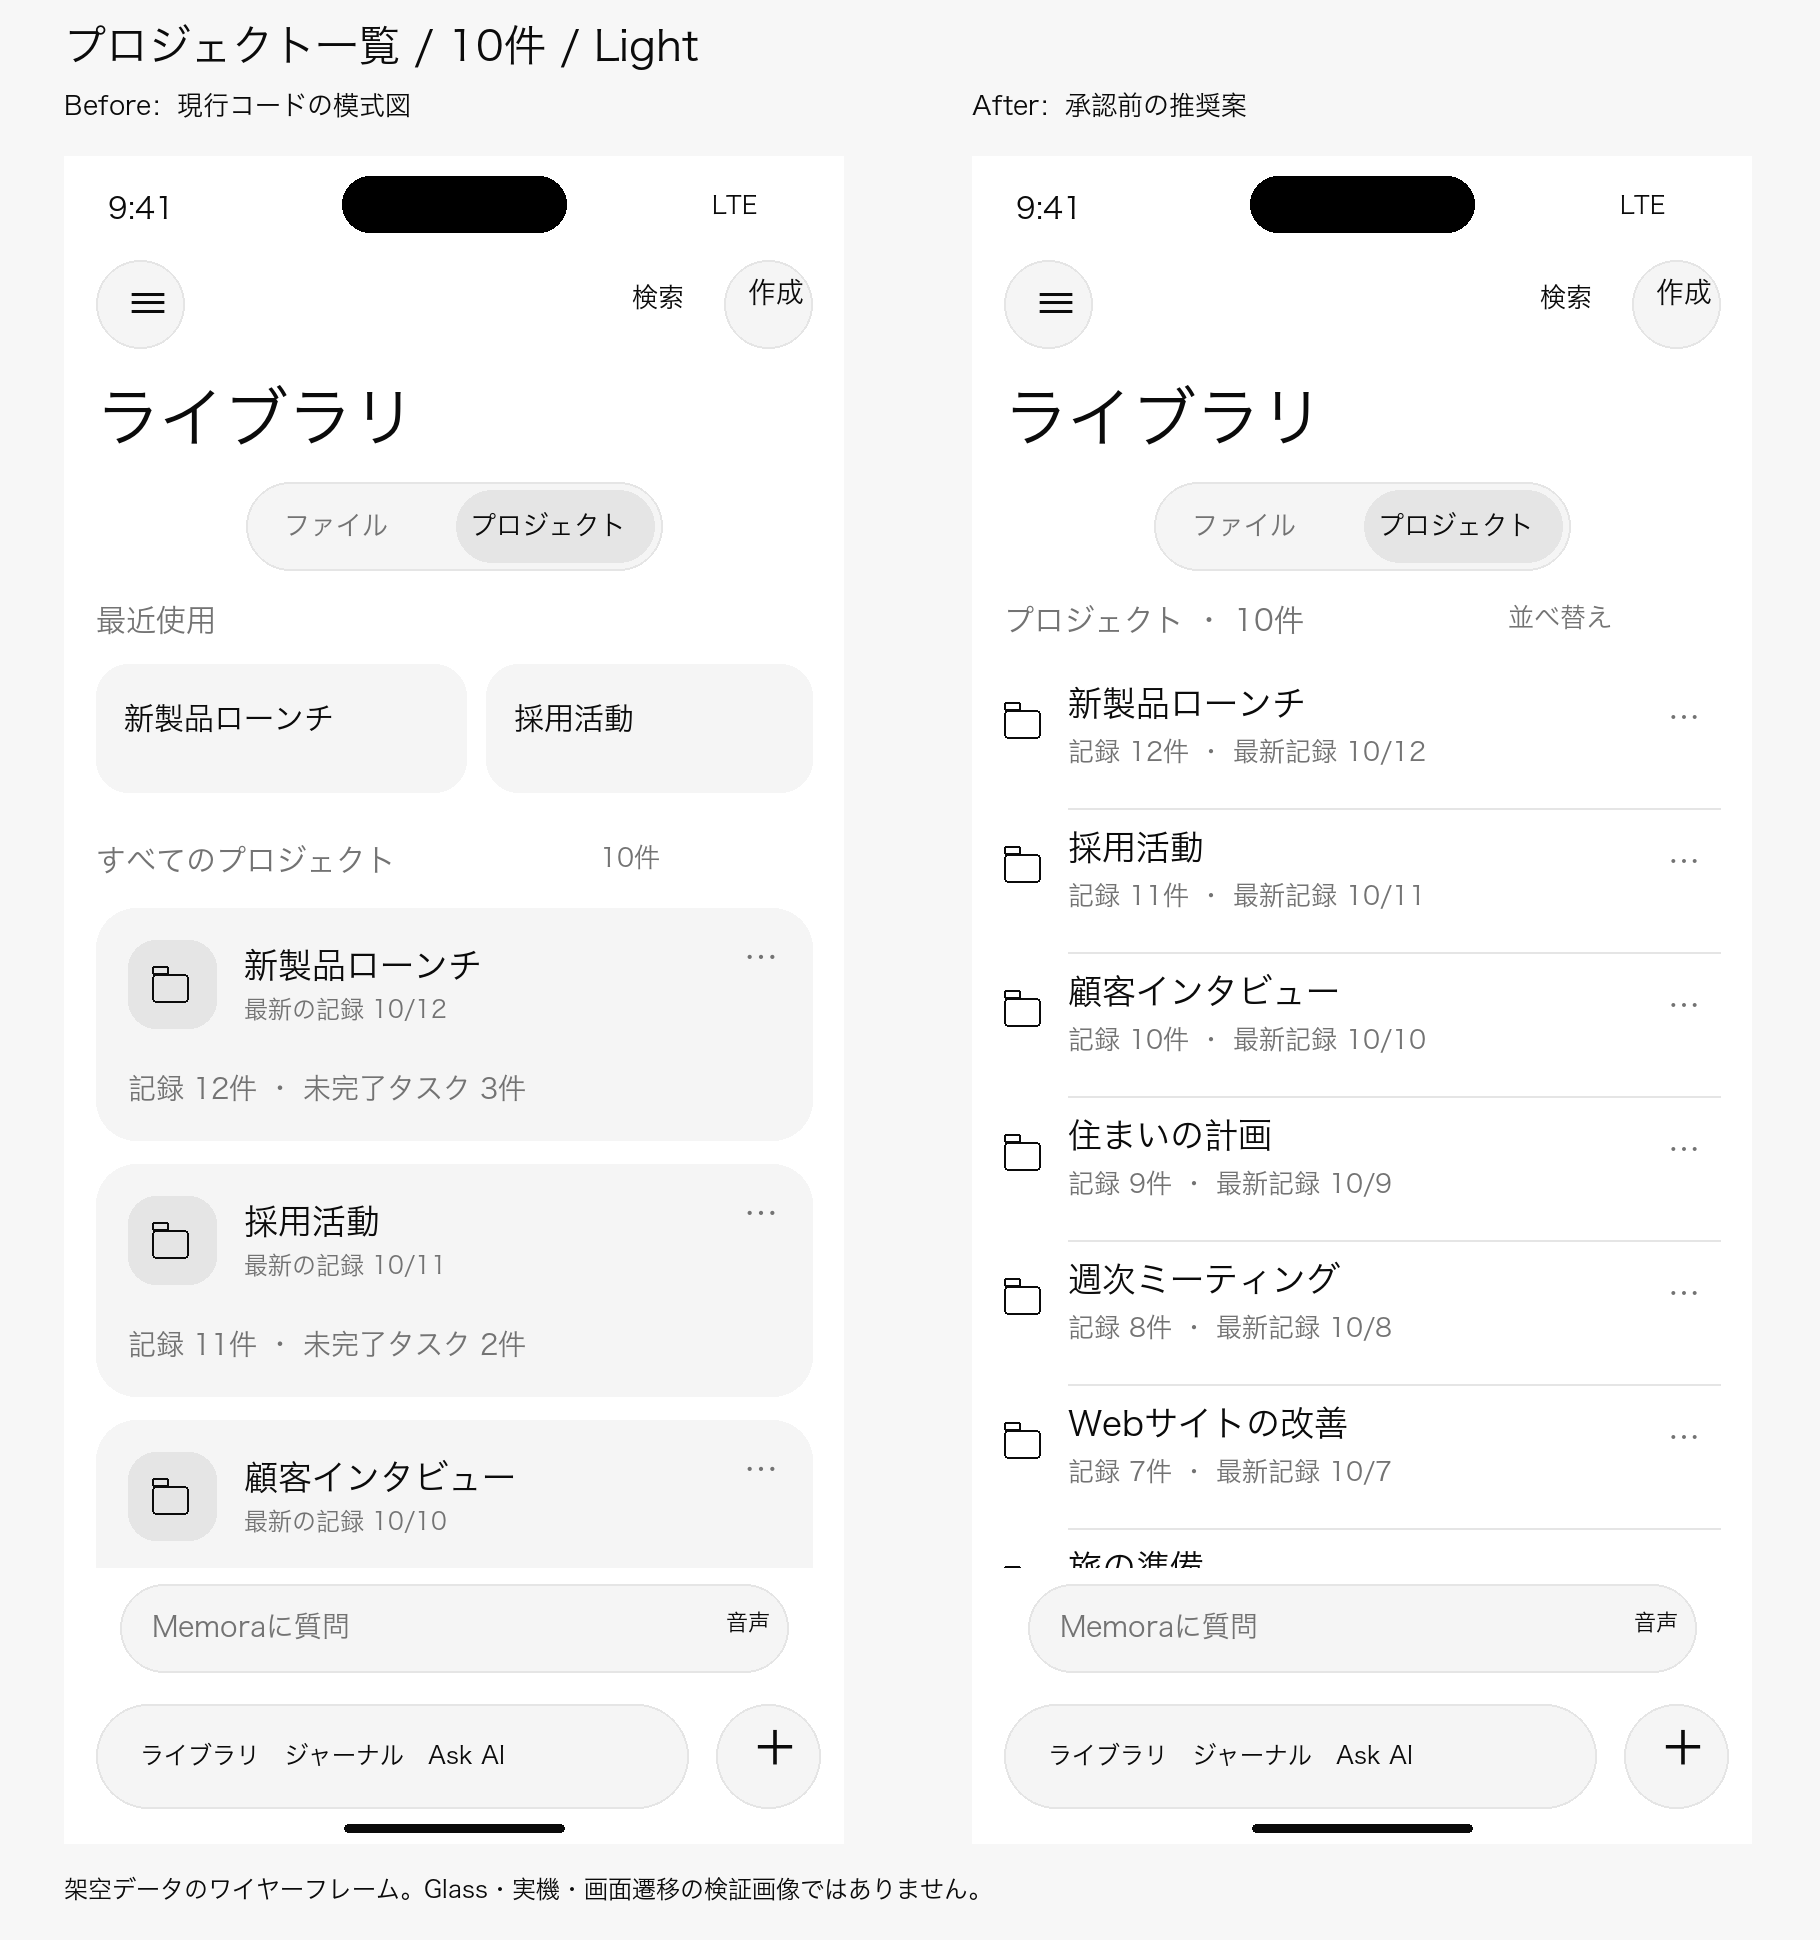 プロジェクト一覧 / 10件 / Light
Before: 現行コードの模式図
9:41
LTE
検索
作成
ライブラリ
ファイル
プロジェクト
最近使用
新製品ローンチ
採用活動
すべてのプロジェクト
10件
新製品ローンチ
...
最新の記録 10/12
記録 12件 ・ 未完了タスク 3件
採用活動
...
最新の記録 10/11
記録 11件 ・ 未完了タスク 2件
顧客インタビュー
...
最新の記録 10/10
Memoraに質問
音声
ライブラリ ジャーナル Ask AI
+
After: 承認前の推奨案
9:41
LTE
検索
作成
ライブラリ
ファイル
プロジェクト
プロジェクト ・ 10件
並べ替え
新製品ローンチ
...
記録 12件 ・ 最新記録 10/12
採用活動
...
記録 11件 ・ 最新記録 10/11
顧客インタビュー
...
記録 10件 ・ 最新記録 10/10
住まいの計画
...
記録 9件 ・ 最新記録 10/9
週次ミーティング
...
記録 8件 ・ 最新記録 10/8
Webサイトの改善
...
記録 7件 ・ 最新記録 10/7
旅の準備
Memoraに質問
音声
ライブラリ ジャーナル Ask AI
+
架空データのワイヤーフレーム。Glass・実機・画面遷移の検証画像ではありません。